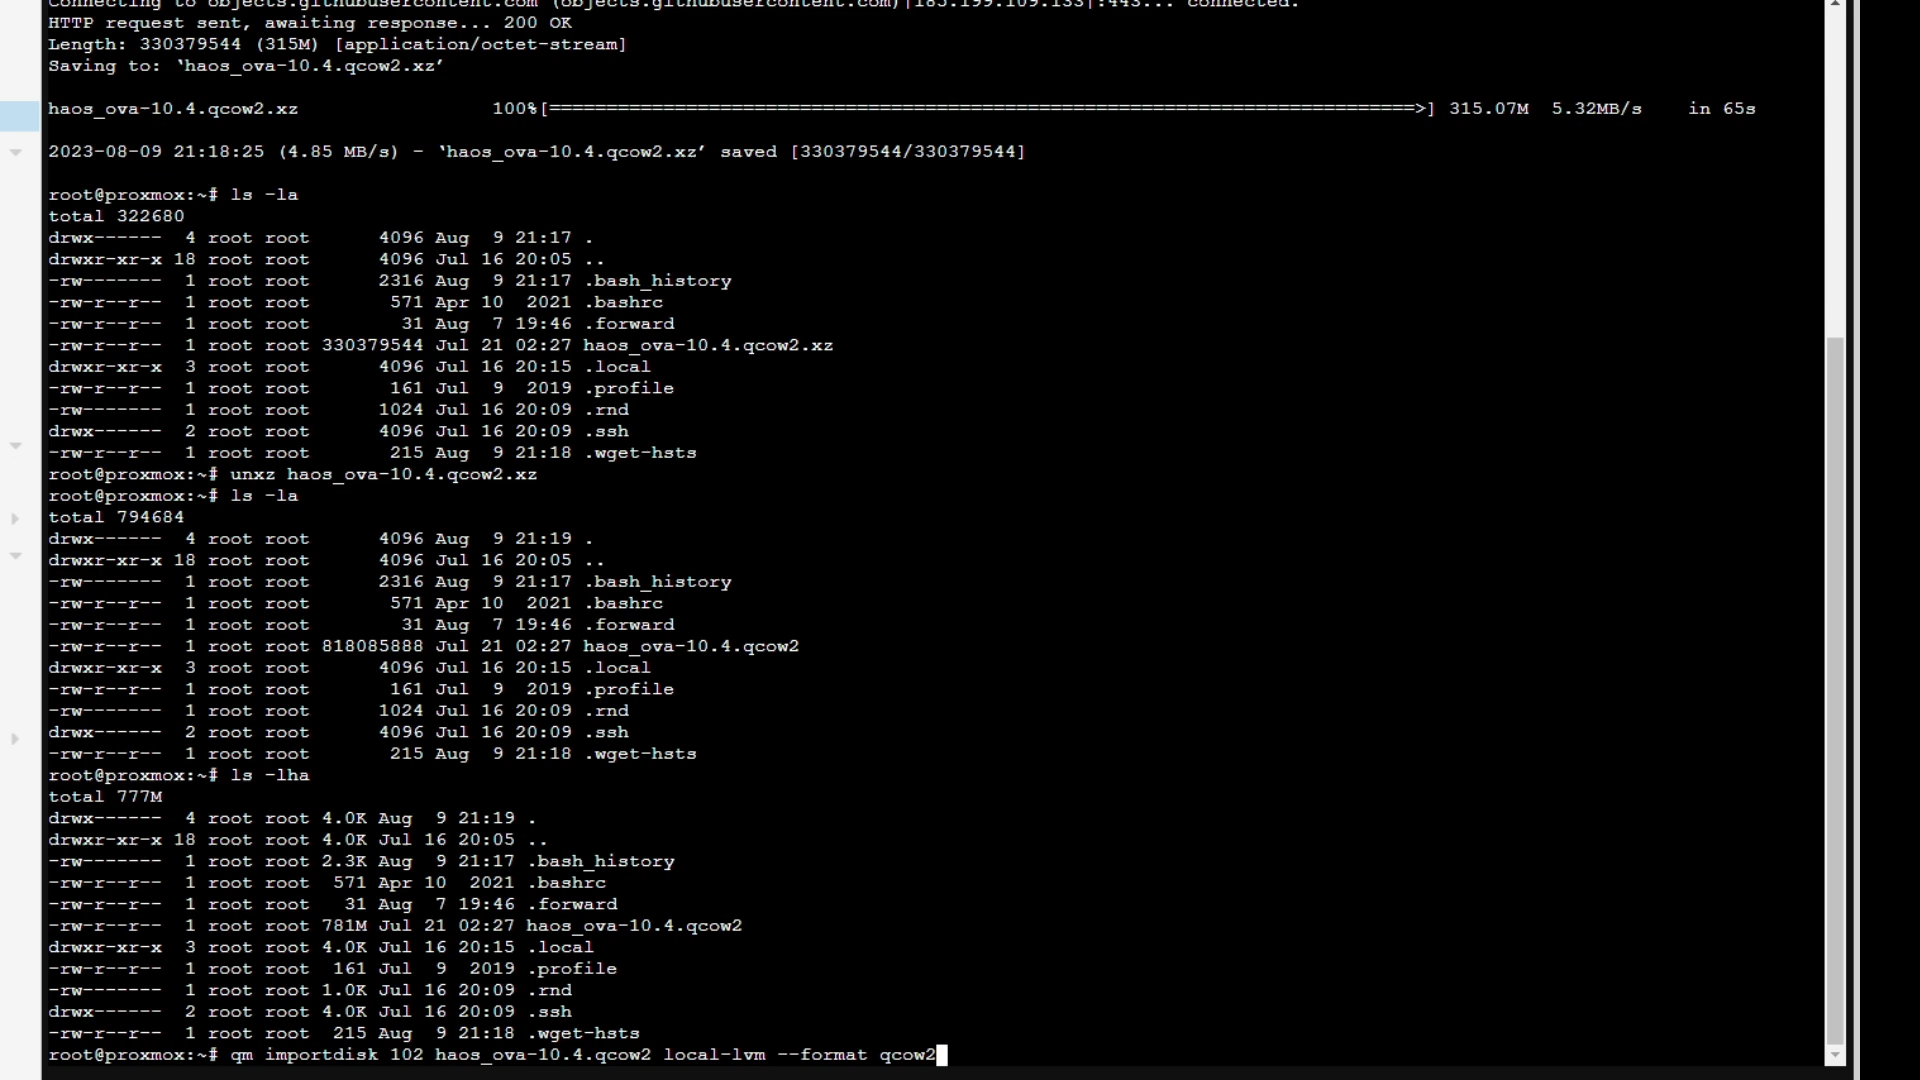 Connecting to objects.githubusercontent.com (objects.githubusercontent.com)|185.199.109.133|:443... connected.
HTTP request sent, awaiting response... 200 OK
Length: 330379544 (315M) [application/octet-stream]
Saving to: ‘haos_ova-10.4.qcow2.xz’
haos_ova-10.4.qcow2.xz 100%[============================================================================>] 315.07M 5.32MB/s in 65s
2023-08-09 21:18:25 (4.85 MB/s) - ‘haos_ova-10.4.qcow2.xz’ saved [330379544/330379544]
root@proxmox:~# ls -la
total 322680
drwx------ 4 root root 4096 Aug 9 21:17 .
drwxr-xr-x 18 root root 4096 Jul 16 20:05 ..
-rw------- 1 root root 2316 Aug 9 21:17 .bash_history
-rw-r--r-- 1 root root 571 Apr 10 2021 .bashrc
-rw-r--r-- 1 root root 31 Aug 7 19:46 .forward
-rw-r--r-- 1 root root 330379544 Jul 21 02:27 haos_ova-10.4.qcow2.xz
drwxr-xr-x 3 root root 4096 Jul 16 20:15 .local
-rw-r--r-- 1 root root 161 Jul 9 2019 .profile
-rw------- 1 root root 1024 Jul 16 20:09 .rnd
drwx------ 2 root root 4096 Jul 16 20:09 .ssh
-rw-r--r-- 1 root root 215 Aug 9 21:18 .wget-hsts
root@proxmox:~# unxz haos_ova-10.4.qcow2.xz
root@proxmox:~# ls -la
total 794684
drwx------ 4 root root 4096 Aug 9 21:19 .
drwxr-xr-x 18 root root 4096 Jul 16 20:05 ..
-rw------- 1 root root 2316 Aug 9 21:17 .bash_history
-rw-r--r-- 1 root root 571 Apr 10 2021 .bashrc
-rw-r--r-- 1 root root 31 Aug 7 19:46 .forward
-rw-r--r-- 1 root root 818085888 Jul 21 02:27 haos_ova-10.4.qcow2
drwxr-xr-x 3 root root 4096 Jul 16 20:15 .local
-rw-r--r-- 1 root root 161 Jul 9 2019 .profile
-rw------- 1 root root 1024 Jul 16 20:09 .rnd
drwx------ 2 root root 4096 Jul 16 20:09 .ssh
-rw-r--r-- 1 root root 215 Aug 9 21:18 .wget-hsts
root@proxmox:~# ls -lha
total 777M
drwx------ 4 root root 4.0K Aug 9 21:19 .
drwxr-xr-x 18 root root 4.0K Jul 16 20:05 ..
-rw------- 1 root root 2.3K Aug 9 21:17 .bash_history
-rw-r--r-- 1 root root 571 Apr 10 2021 .bashrc
-rw-r--r-- 1 root root 31 Aug 7 19:46 .forward
-rw-r--r-- 1 root root 781M Jul 21 02:27 haos_ova-10.4.qcow2
drwxr-xr-x 3 root root 4.0K Jul 16 20:15 .local
-rw-r--r-- 1 root root 161 Jul 9 2019 .profile
-rw------- 1 root root 1.0K Jul 16 20:09 .rnd
drwx------ 2 root root 4.0K Jul 16 20:09 .ssh
-rw-r--r-- 1 root root 215 Aug 9 21:18 .wget-hsts
root@proxmox:~# qm importdisk 102 haos_ova-10.4.qcow2 local-lvm --format qcow2